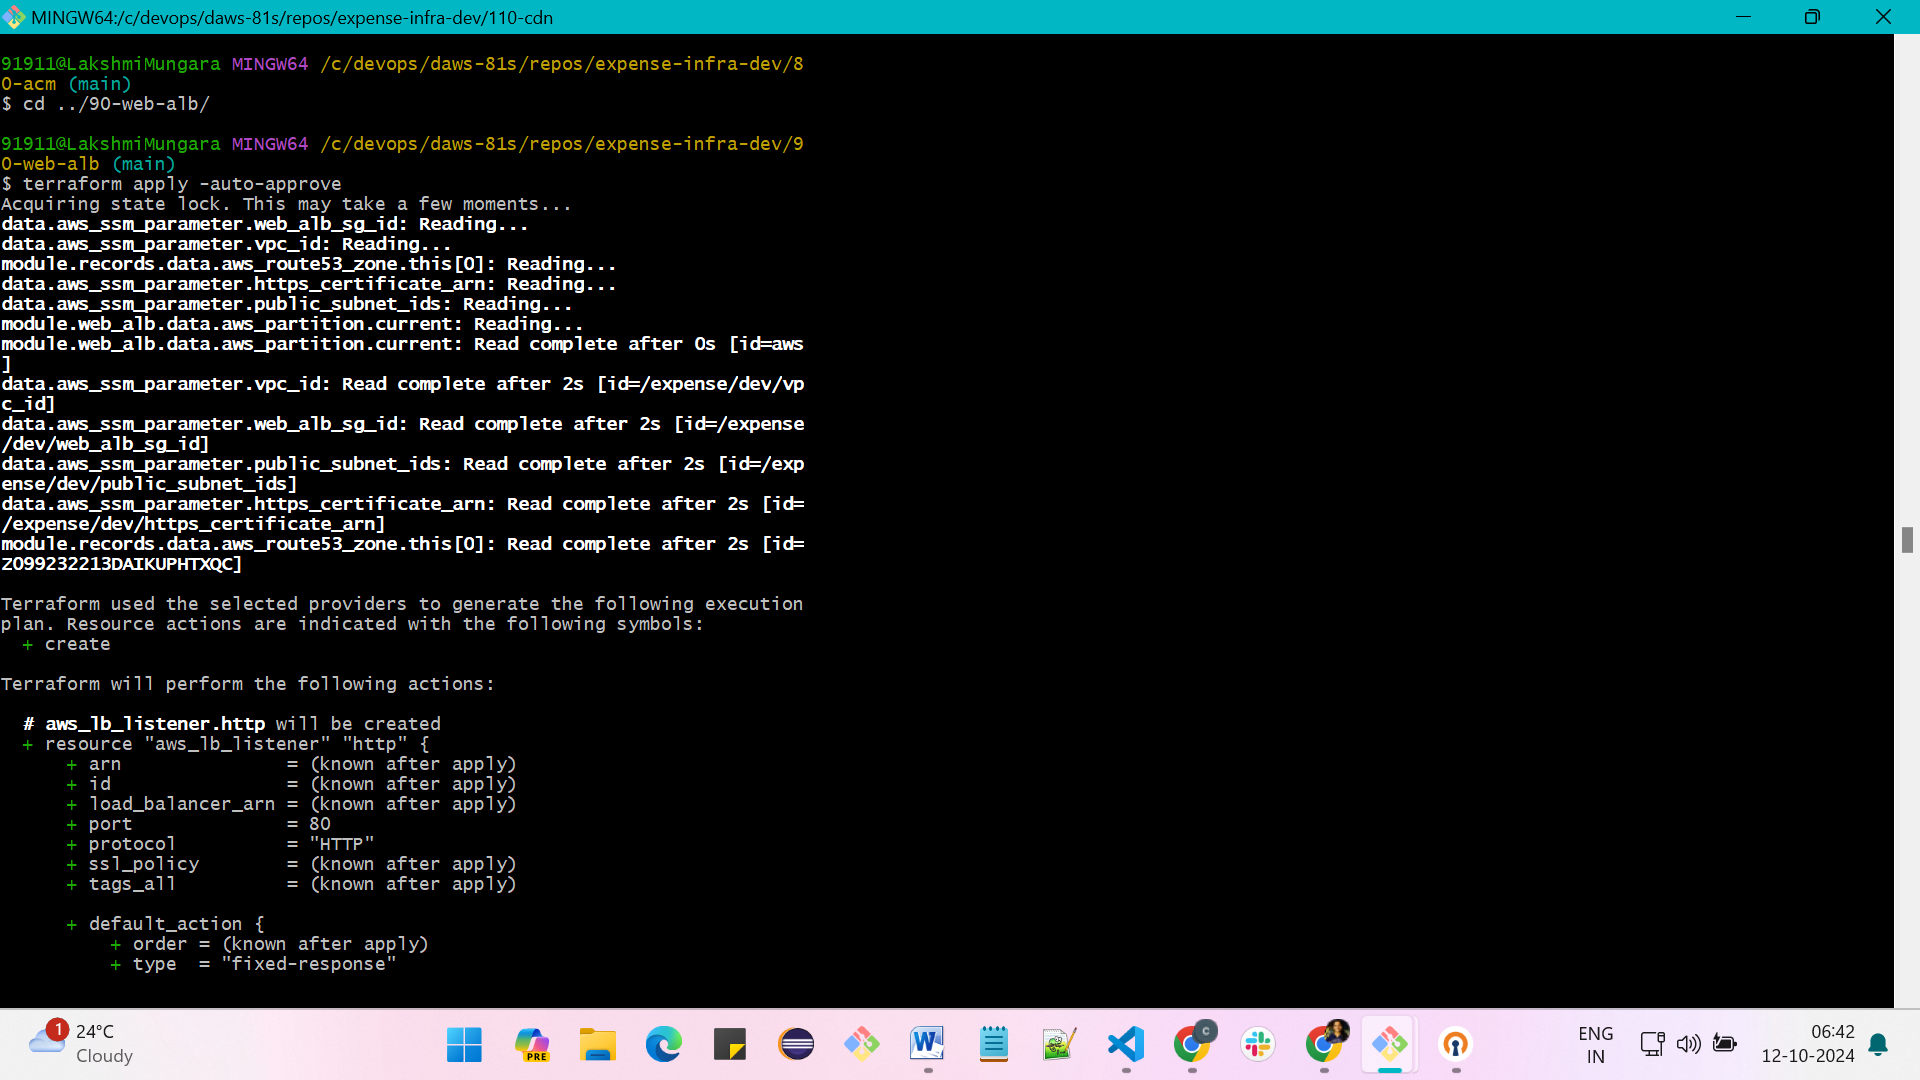 MINGW64:/c/devops/daws-81s/repos/expense-infra-dev/110-cdn
91911@LakshmiMungara MINGW64 /c/devops/daws-81s/repos/expense-infra-dev/8
0-acm (main)
$ cd ../90-web-alb/
91911@LakshmiMungara MINGW64 /c/devops/daws-81s/repos/expense-infra-dev/9
0-web-alb (main)
$ terraform apply -auto-approve
Acquiring state lock. This may take a few moments...
data.aws_ssm_parameter.web_alb_sg_id: Reading...
data.aws_ssm_parameter.vpc_id: Reading...
module.records.data.aws_route53_zone.this[0]: Reading...
data.aws_ssm_parameter.https_certificate_arn: Reading...
data.aws_ssm_parameter.public_subnet_ids: Reading...
module.web_alb.data.aws_partition.current: Reading...
module.web_alb.data.aws_partition.current: Read complete after 0s [id=aws
]
data.aws_ssm_parameter.vpc_id: Read complete after 2s [id=/expense/dev/vp
c_id]
data.aws_ssm_parameter.web_alb_sg_id: Read complete after 2s [id=/expense
/dev/web_alb_sg_id]
data.aws_ssm_parameter.public_subnet_ids: Read complete after 2s [id=/exp
ense/dev/public_subnet_ids]
data.aws_ssm_parameter.https_certificate_arn: Read complete after 2s [id=
/expense/dev/https_certificate_arn]
module.records.data.aws_route53_zone.this[0]: Read complete after 2s [id=
Z099232213DAIKUPHTXQC]
Terraform used the selected providers to generate the following execution
plan. Resource actions are indicated with the following symbols:
  + create
Terraform will perform the following actions:
  # aws_lb_listener.http will be created
  + resource "aws_lb_listener" "http" {
      + arn               = (known after apply)
      + id                = (known after apply)
      + load_balancer_arn = (known after apply)
      + port              = 80
      + protocol          = "HTTP"
      + ssl_policy        = (known after apply)
      + tags_all          = (known after apply)
      + default_action {
          + order = (known after apply)
          + type  = "fixed-response"
1
24°C
Cloudy
PRE
W
C
ENG
IN
06:42
12-10-2024